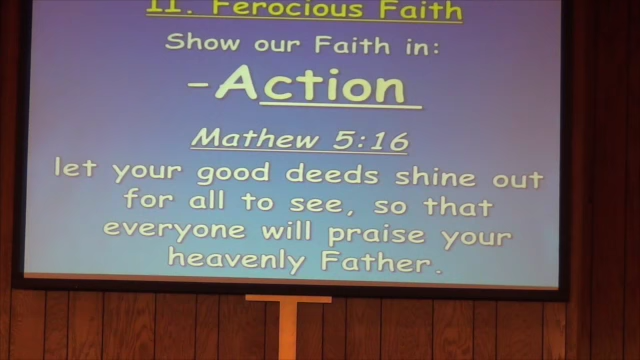 II. Ferocious Faith
Show our Faith in:
-Action
Mathew 5:16
let your good deeds shine out
for all to see, so that
everyone will praise your
heavenly Father.